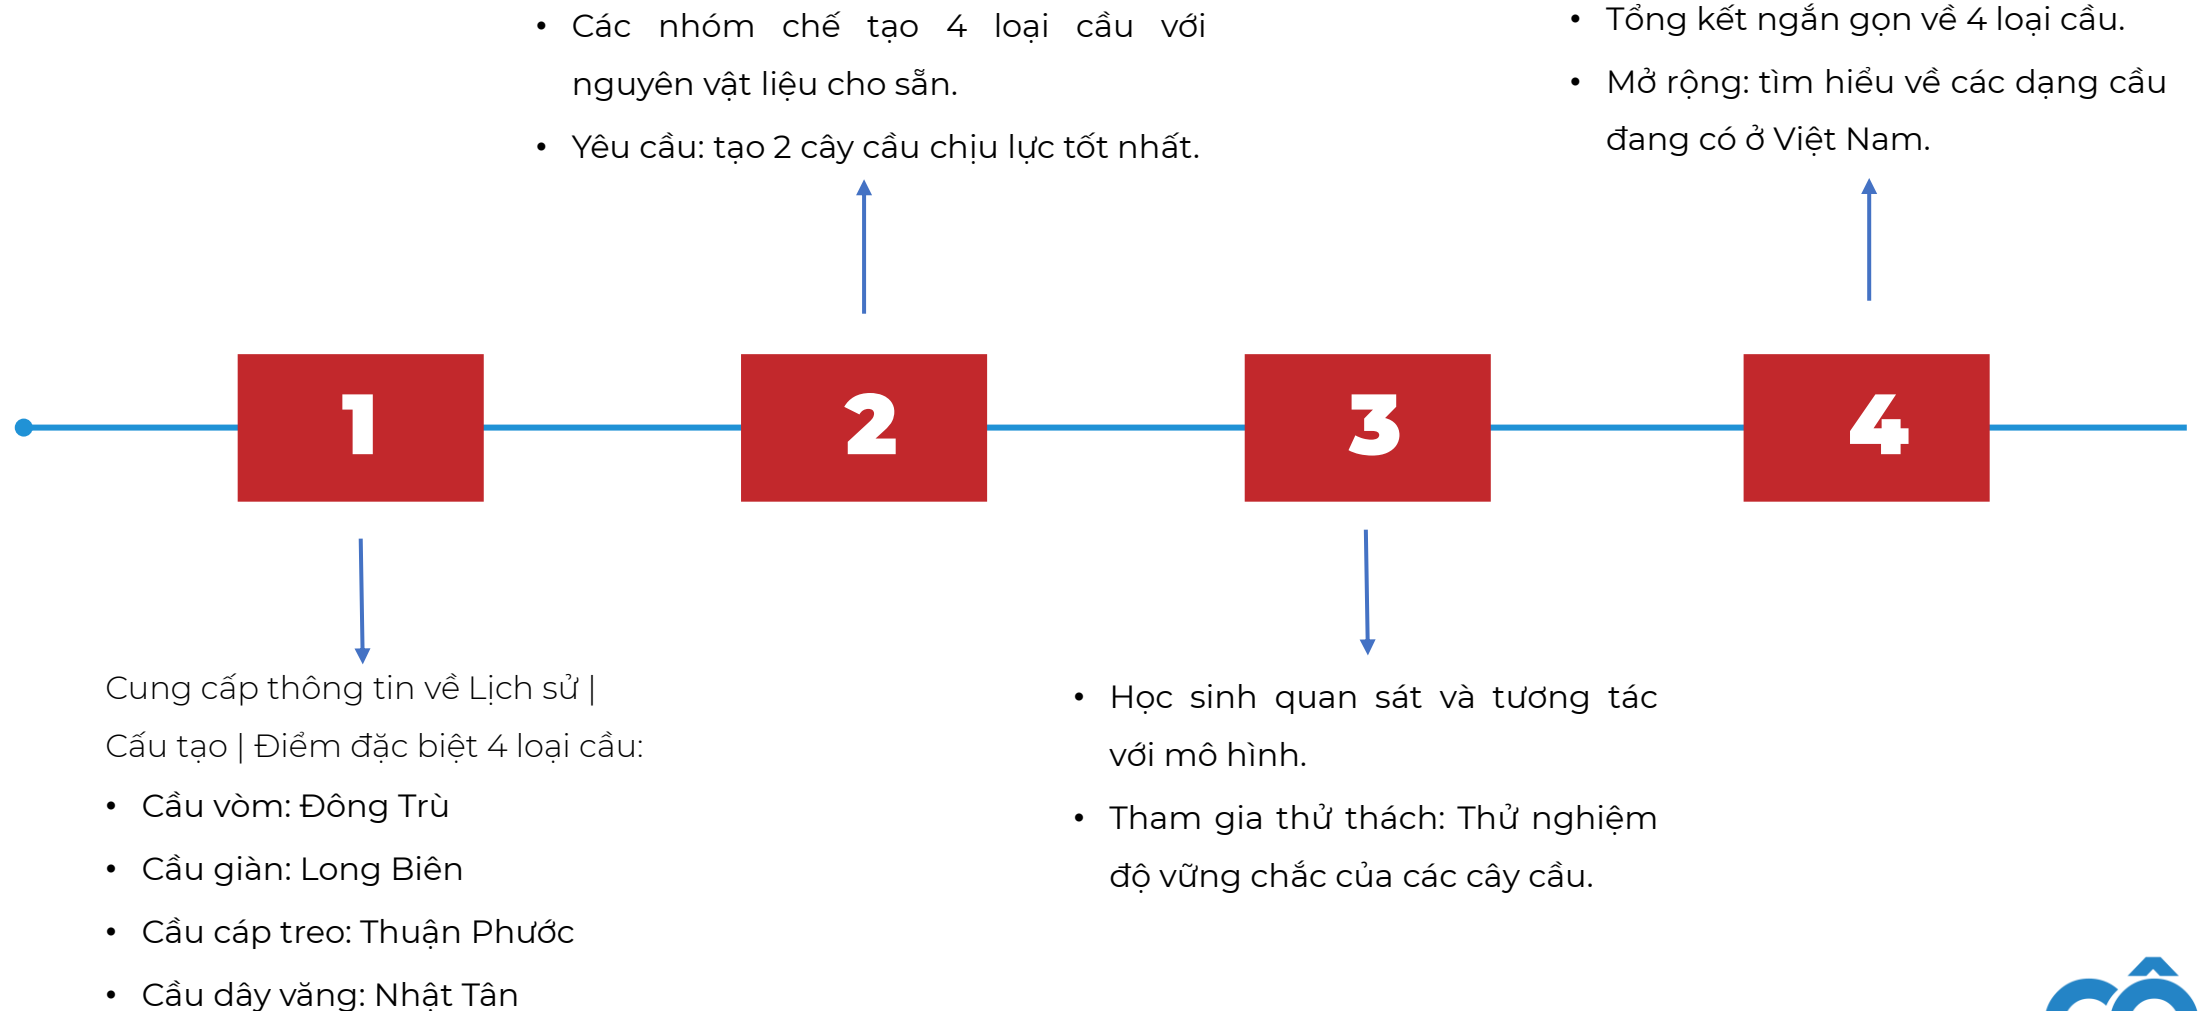 • Các nhóm chế tạo 4 loại cầu với
nguyên vật liệu cho sẵn.
• Yêu cầu: tạo 2 cây cầu chịu lực tốt nhất.
• Tổng kết ngắn gọn về 4 loại cầu.
• Mở rộng: tìm hiểu về các dạng cầu
đang có ở Việt Nam.
1
2
3
4
Cung cấp thông tin về Lịch sử |
Cấu tạo | Điểm đặc biệt 4 loại cầu:
• Cầu vòm: Đông Trù
• Cầu giàn: Long Biên
• Cầu cáp treo: Thuận Phước
• Cầu dây văng: Nhật Tân
• Học sinh quan sát và tương tác
với mô hình.
• Tham gia thử thách: Thử nghiệm
độ vững chắc của các cây cầu.